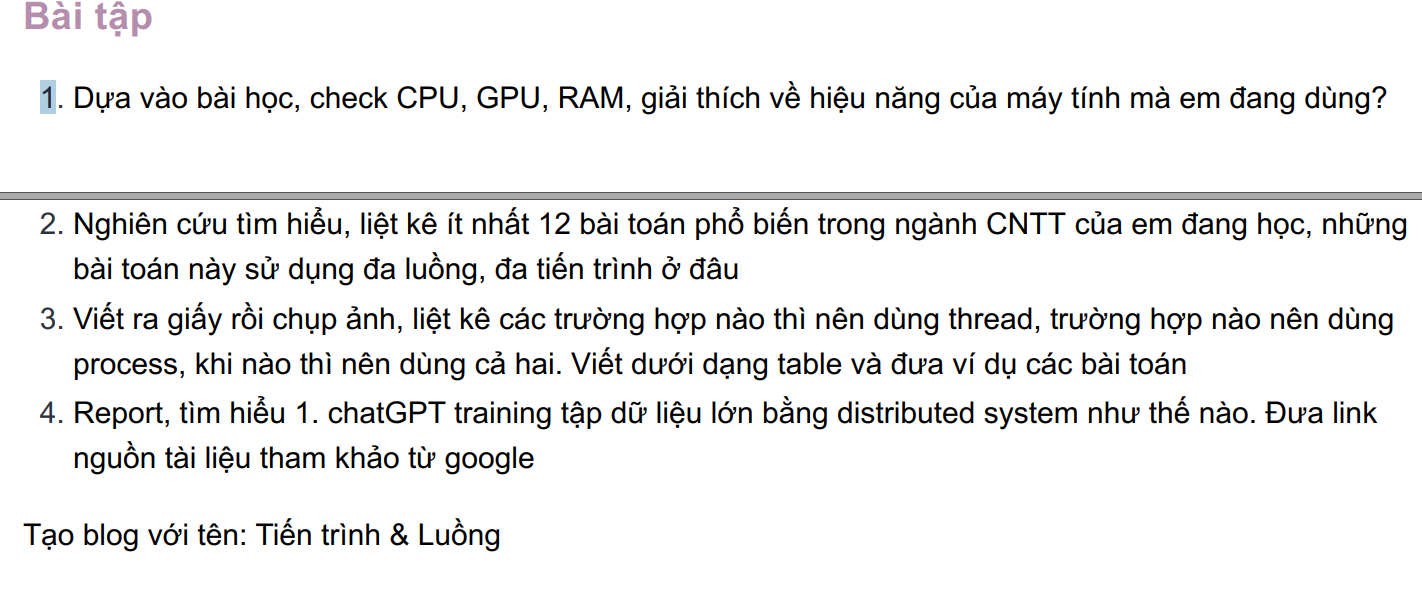 Bài tập
1. Dựa vào bài học, check CPU, GPU, RAM, giải thích về hiệu năng của máy tính mà em đang dùng?
2. Nghiên cứu tìm hiểu, liệt kê ít nhất 12 bài toán phổ biến trong ngành CNTT của em đang học, những
bài toán này sử dụng đa luồng, đa tiến trình ở đâu
3. Viết ra giấy rồi chụp ảnh, liệt kê các trường hợp nào thì nên dùng thread, trường hợp nào nên dùng
process, khi nào thì nên dùng cả hai. Viết dưới dạng table và đưa ví dụ các bài toán
4. Report, tìm hiểu 1. chatGPT training tập dữ liệu lớn bằng distributed system như thế nào. Đưa link
nguồn tài liệu tham khảo từ google
Tạo blog với tên: Tiến trình & Luồng